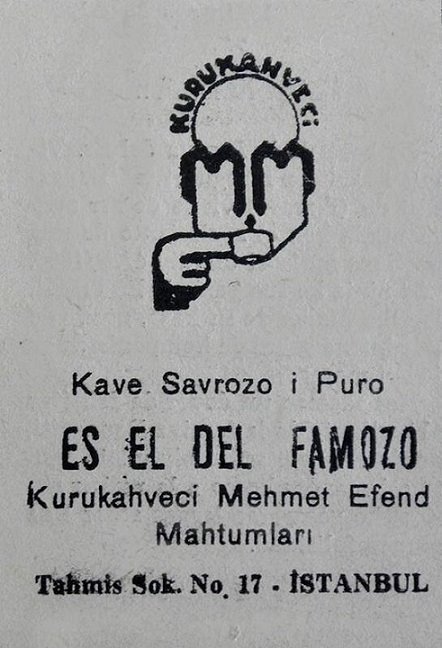 KURUKAHVECİ
Kave Savrozo i Puro
ES EL DEL FAMOZO
Kurukahveci Mehmet Efend
Mahtumları
Tahmis Sok. No. 17 - İSTANBUL